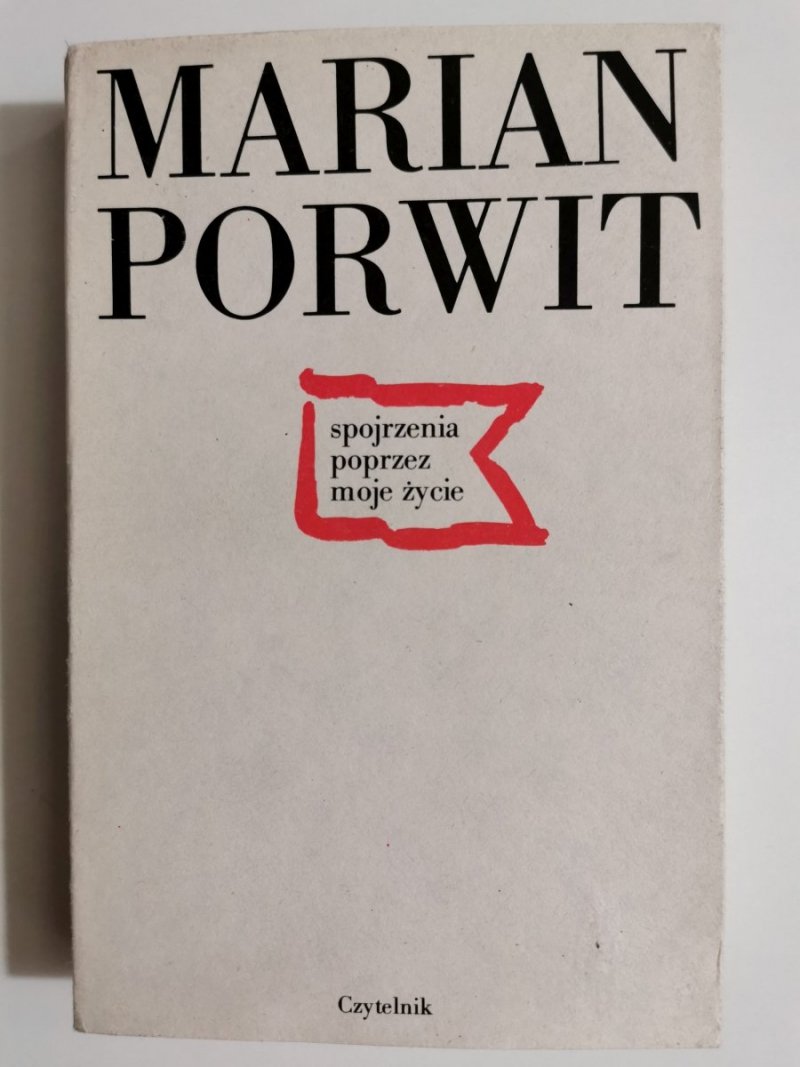 MARIAN
PORWIT
spojrzenia
poprzez
moje życie
Czytelnik